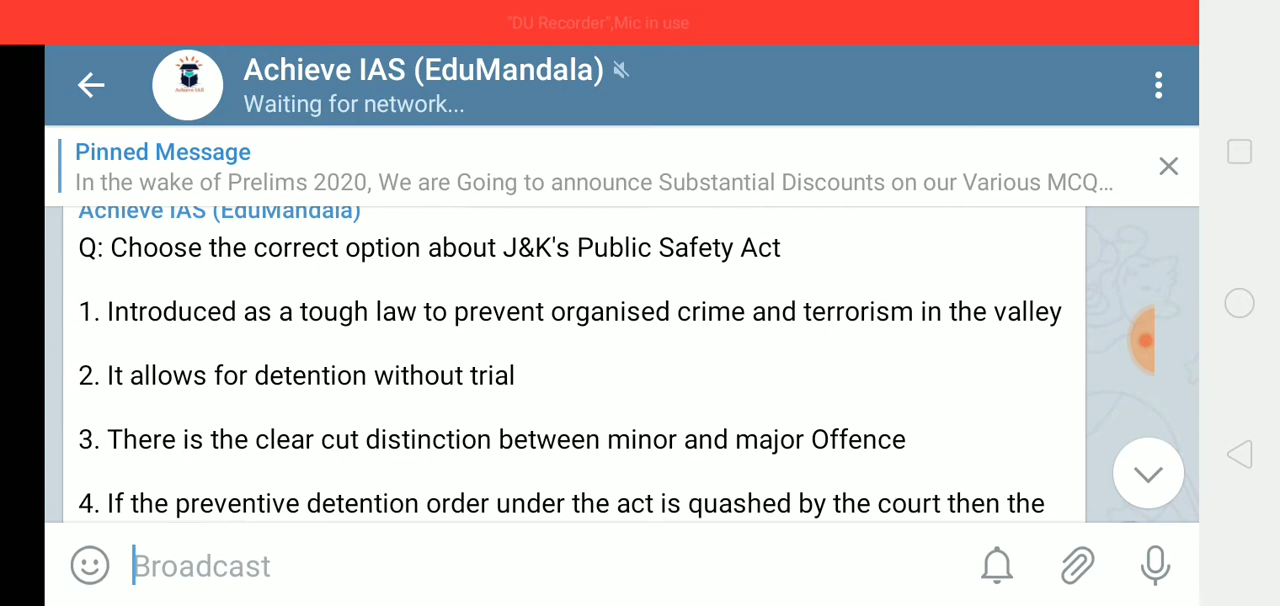 "DU Recorder",Mic in use
Achieve IAS (EduMandala)
Waiting for network...
Pinned Message
In the wake of Prelims 2020, We are Going to announce Substantial Discounts on our Various MCQ...
Achieve IAS (EduMandala)
Q: Choose the correct option about J&K's Public Safety Act
1. Introduced as a tough law to prevent organised crime and terrorism in the valley
2. It allows for detention without trial
3. There is the clear cut distinction between minor and major Offence
4. If the preventive detention order under the act is quashed by the court then the
Broadcast